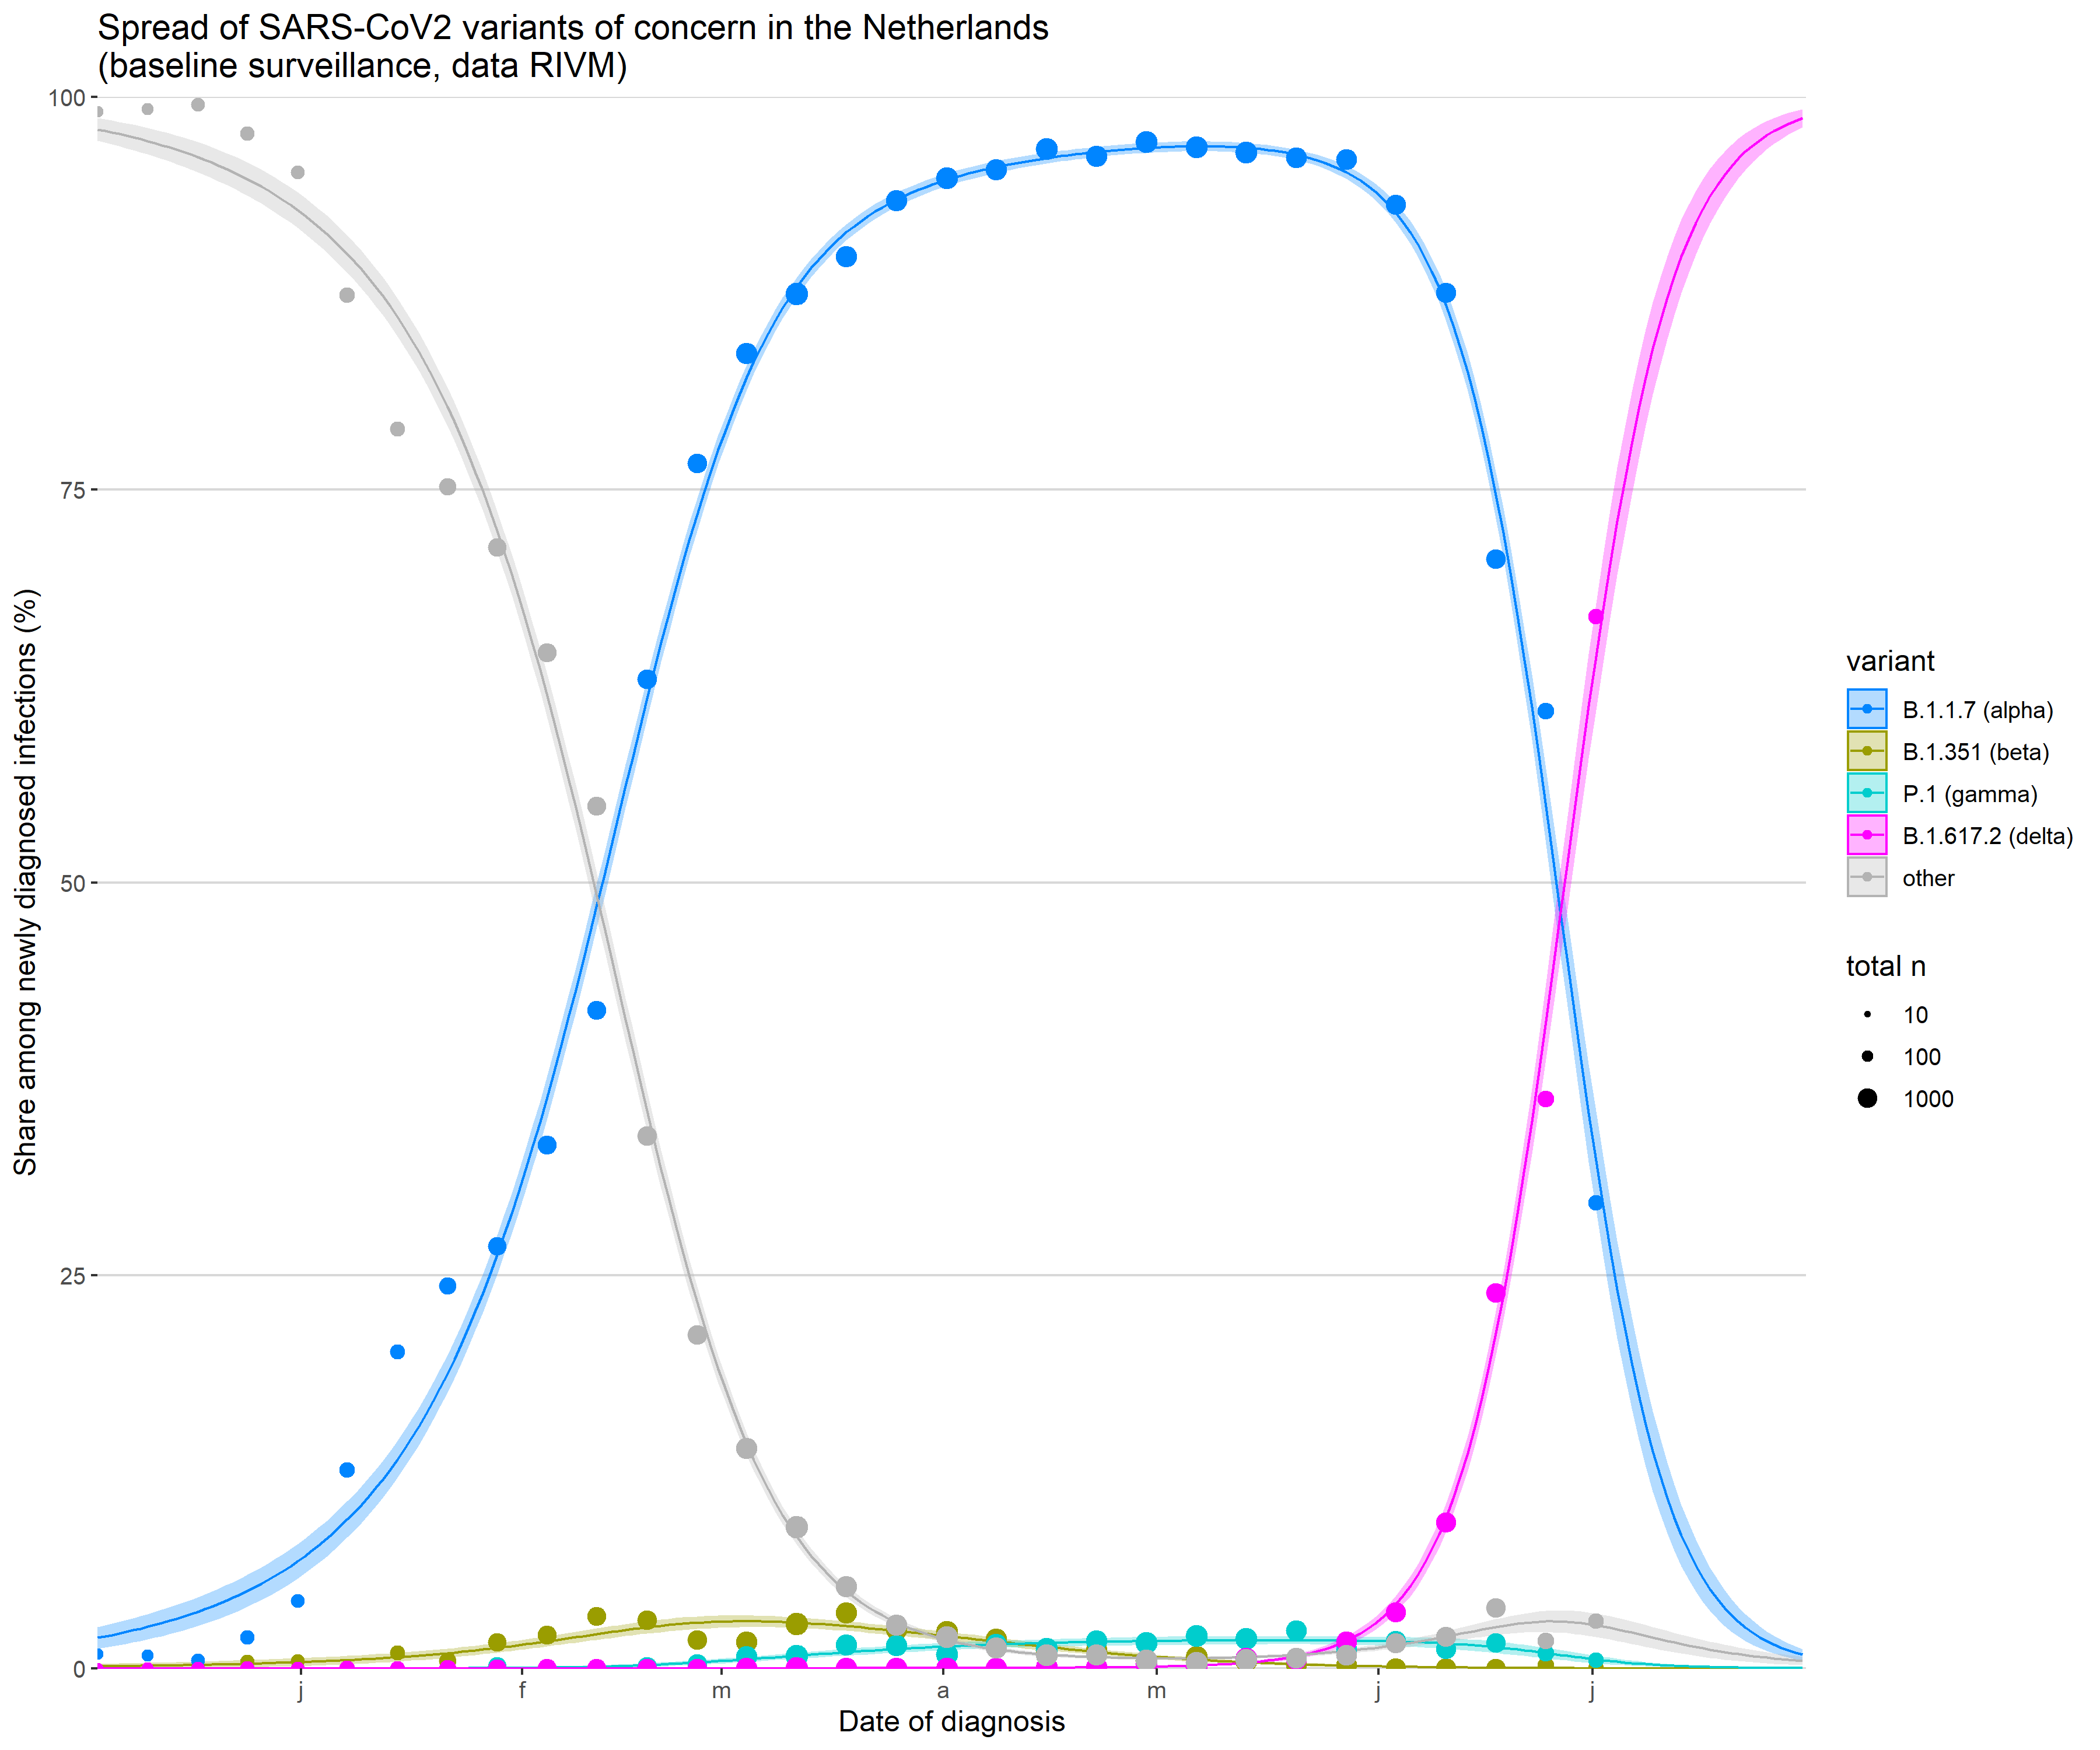 Spread of SARS-CoV2 variants of concern in the Netherlands
(baseline surveillance, data RIVM)
100
75
50
25
0
Share among newly diagnosed infections (%)
j
f
m
a
m
j
j
Date of diagnosis
variant
B.1.1.7 (alpha)
B.1.351 (beta)
P.1 (gamma)
B.1.617.2 (delta)
other
total n
10
100
1000